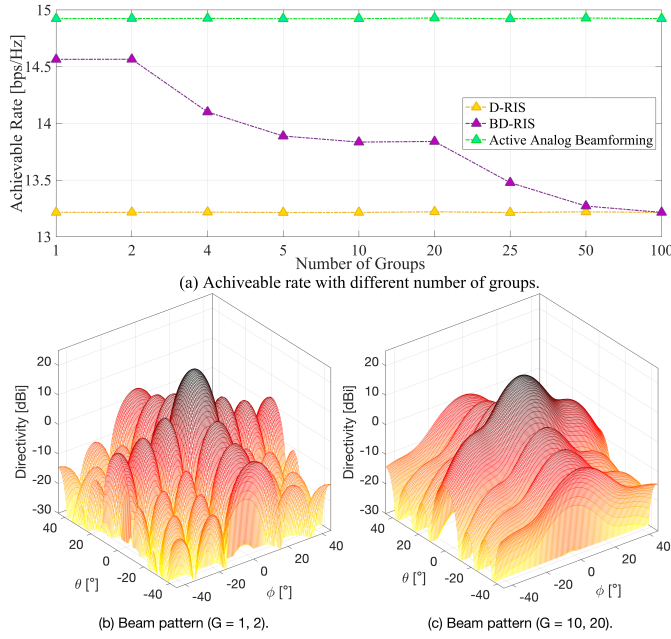 15
14.5
14
13.5
13
Achievable Rate [bps/Hz]
D-RIS
BD-RIS
Active Analog Beamforming
1 2 4 5 10 20 25 50 100
Number of Groups
(a) Achiveable rate with different number of groups.
20
10
0
-10
-20
-30
Directivity [dBi]
40
20
0
-20
-40
θ [°]
-40
-20
0
20
40
ϕ [°]
(b) Beam pattern (G = 1, 2).
20
10
0
-10
-20
-30
Directivity [dBi]
40
20
0
-20
-40
θ [°]
-40
-20
0
20
40
ϕ [°]
(c) Beam pattern (G = 10, 20).